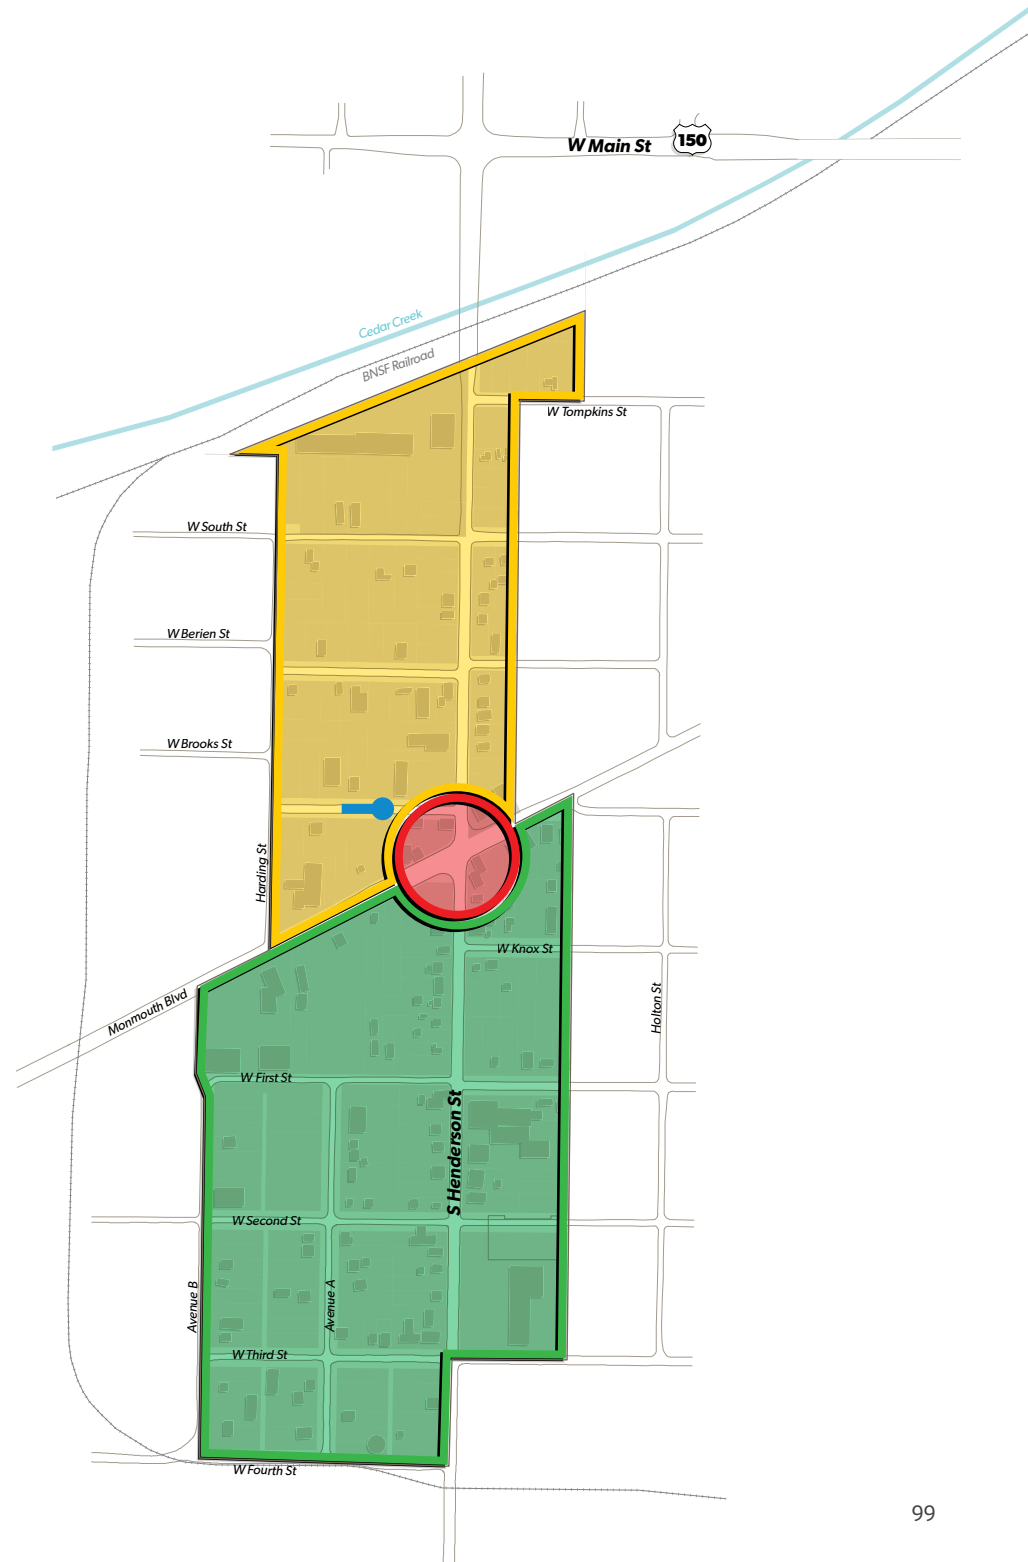 W Main St
150
Cedar Creek
BNSF Railroad
W Tompkins St
W South St
W Berien St
W Brooks St
Harding St
W Knox St
Monmouth Blvd
Holton St
W First St
S Henderson St
W Second St
Avenue B
Avenue A
W Third St
W Fourth St
99